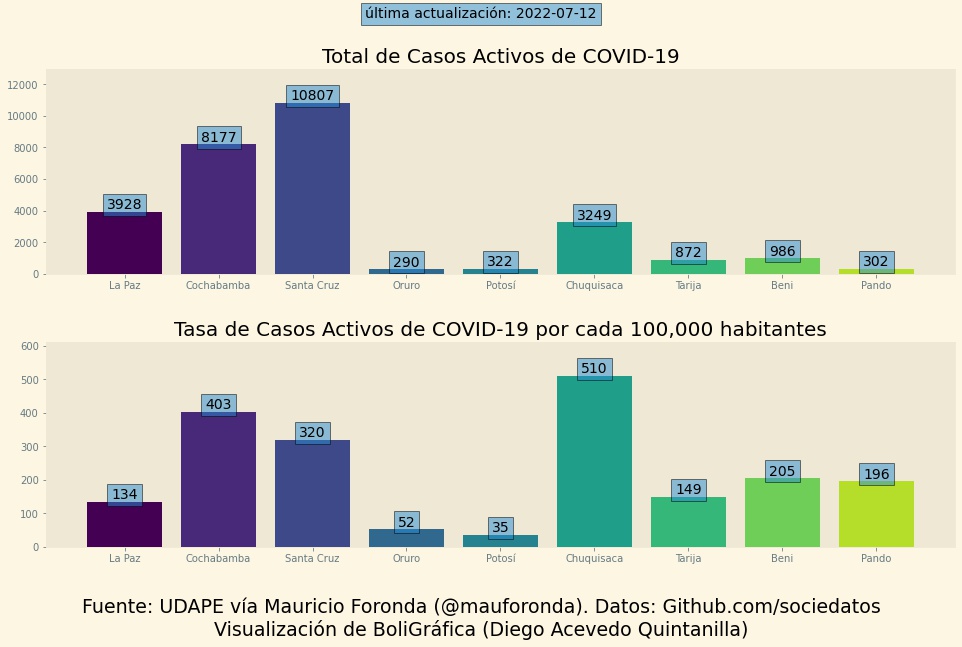 última actualización: 2022-07-12
Total de Casos Activos de COVID-19
12000
10000
8000
6000
4000
2000
0
3928
8177
10807
290
322
3249
872
986
302
La Paz
Cochabamba
Santa Cruz
Oruro
Potosí
Chuquisaca
Tarija
Beni
Pando
Tasa de Casos Activos de COVID-19 por cada 100,000 habitantes
600
500
400
300
200
100
0
134
403
320
52
35
510
149
205
196
La Paz
Cochabamba
Santa Cruz
Oruro
Potosí
Chuquisaca
Tarija
Beni
Pando
Fuente: UDAPE vía Mauricio Foronda (@mauforonda). Datos: Github.com/sociedatos
Visualización de BoliGráfica (Diego Acevedo Quintanilla)